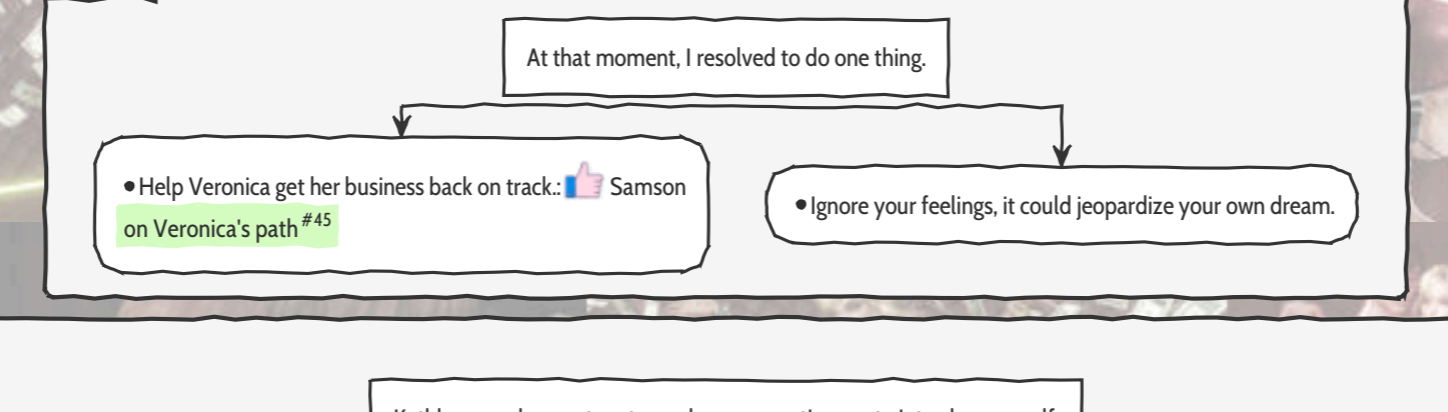 At that moment, I resolved to do one thing.
•Help Veronica get her business back on track.: Samson
on Veronica's path #45
•Ignore your feelings, it could jeopardize your own dream.